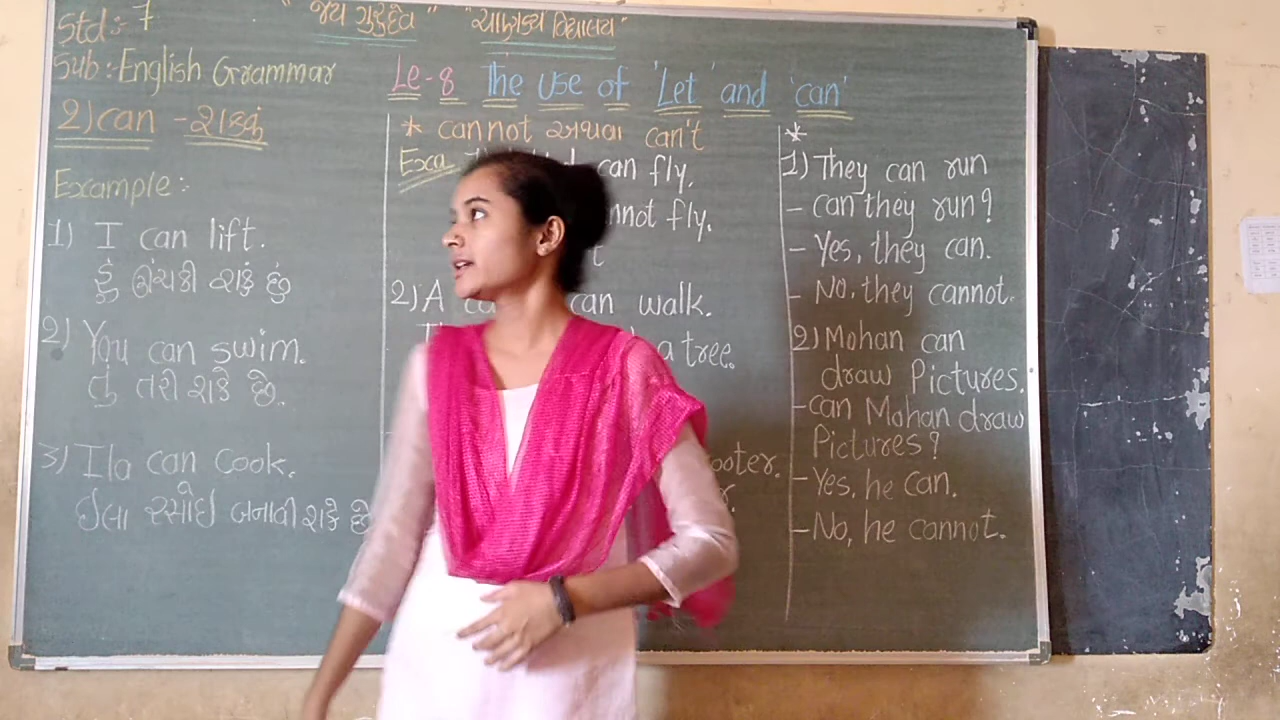 Std:- 7
"જય ગુરુદેવ" "ચાણક્ય વિદ્યાલય"
Sub:-English Grammar
Le-8 The use of 'Let' and 'can'
2) can - શકવું
Example:-
1) I can lift.
હું ઊંચકી શકું છું
2) You can swim.
તું તરી શકે છે.
3) Ila can cook.
ઈલા રસોઈ બનાવી શકે છે
* cannot અથવા can't
Exa can fly.
fly.
2) A can walk.
a tree.
*
1) They can run
- can they run?
- Yes, they can.
- No, they cannot.
2) Mohan can
draw Pictures.
- can Mohan draw
Pictures?
- Yes, he can.
- No, he cannot.